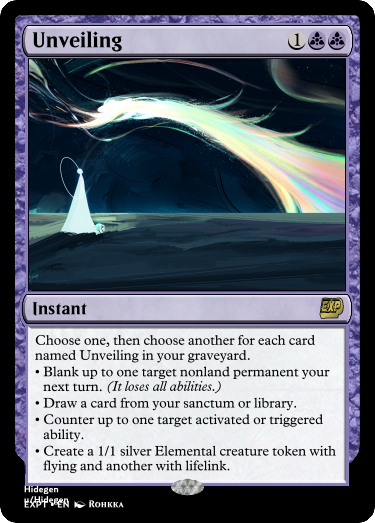 Unveiling 1
EXP
Instant
Choose one, then choose another for each card
named Unveiling in your graveyard.
• Blank up to one target nonland permanent your
next turn. (It loses all abilities.)
• Draw a card from your sanctum or library.
• Counter up to one target activated or triggered
ability.
• Create a 1/1 silver Elemental creature token with
flying and another with lifelink.
Hidegen
u/Hidegen
EXPT • EN Rohkka